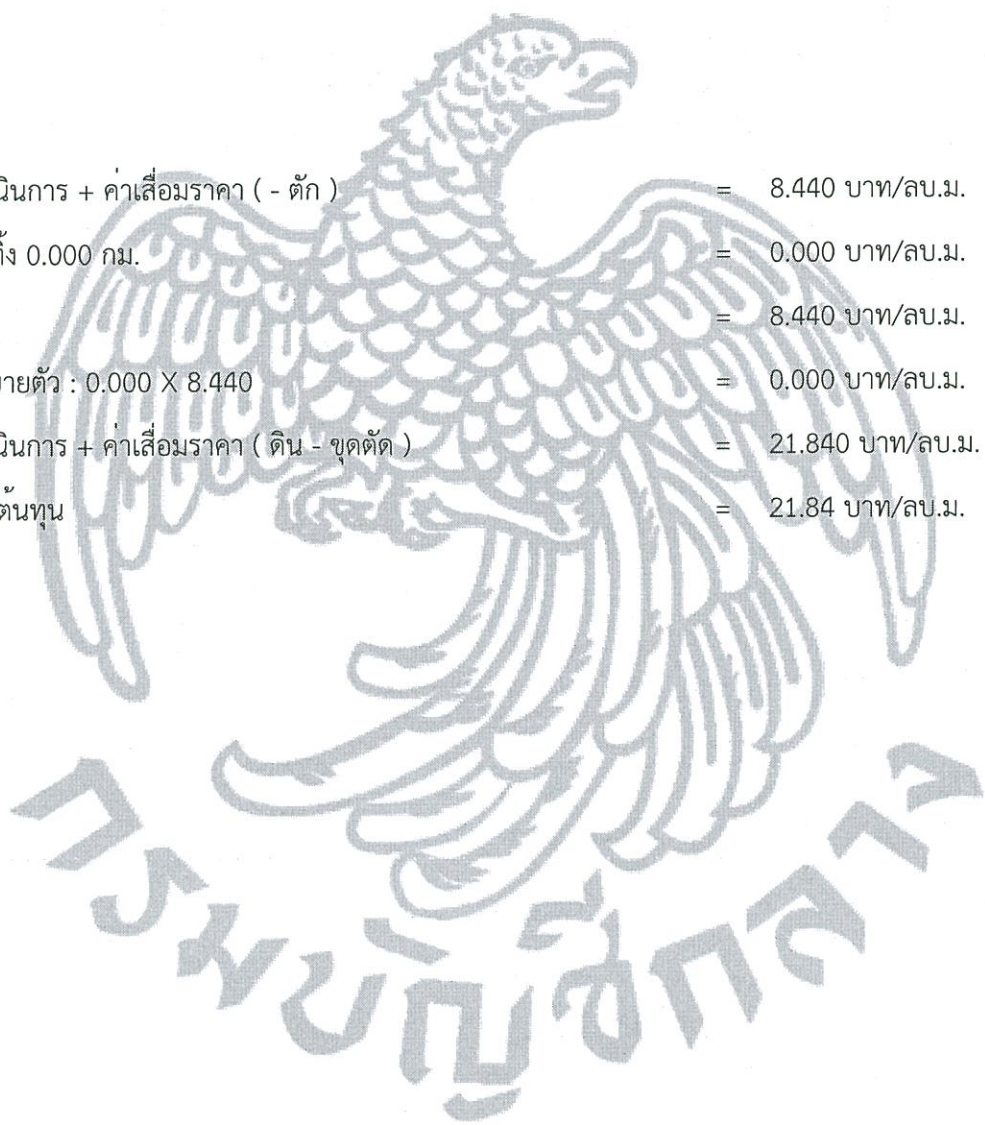 นินการ + ค่าเสื่อมราคา ( - ตัก ) = 8.440 บาท/ลบ.ม.
ทิ้ง 0.000 กม. = 0.000 บาท/ลบ.ม.
= 8.440 บาท/ลบ.ม.
ยายตัว : 0.000 X 8.440 = 0.000 บาท/ลบ.ม.
นินการ + ค่าเสื่อมราคา ( ดิน - ขุดตัด ) = 21.840 บาท/ลบ.ม.
ต้นทุน = 21.84 บาท/ลบ.ม.
กรมบัญชีกลาง